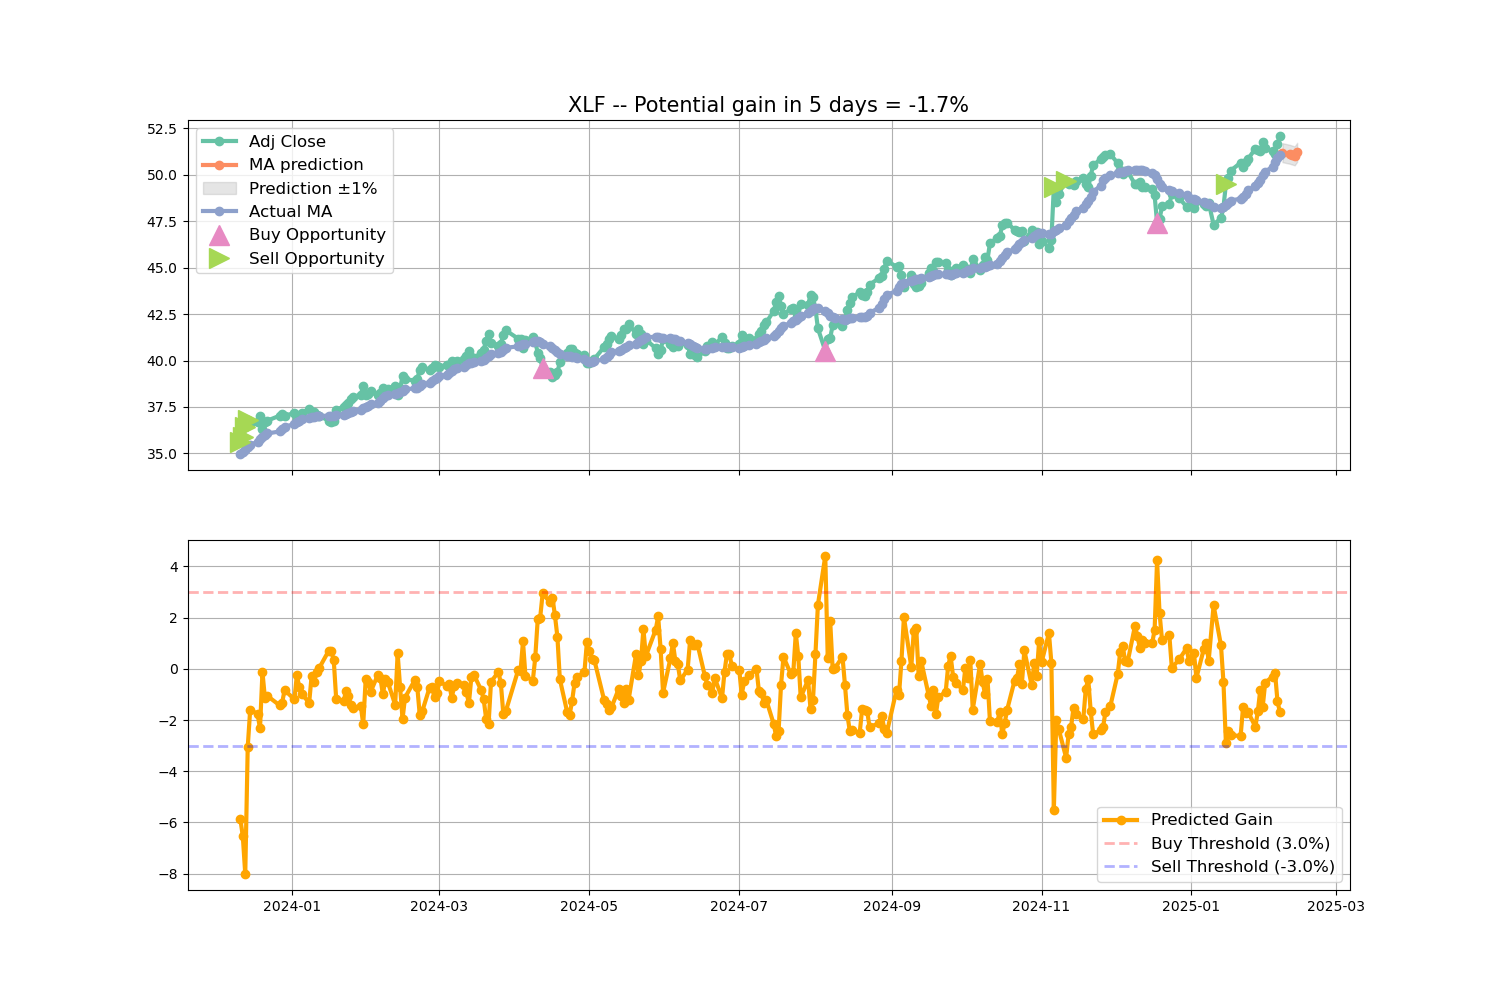 XLF -- Potential gain in 5 days = -1.7%
52.5
50.0
47.5
45.0
42.5
40.0
37.5
35.0
Adj Close
MA prediction
Prediction ±1%
Actual MA
Buy Opportunity
Sell Opportunity
4
2
0
−2
−4
−6
−8
Predicted Gain
Buy Threshold (3.0%)
Sell Threshold (-3.0%)
2024-01
2024-03
2024-05
2024-07
2024-09
2024-11
2025-01
2025-03